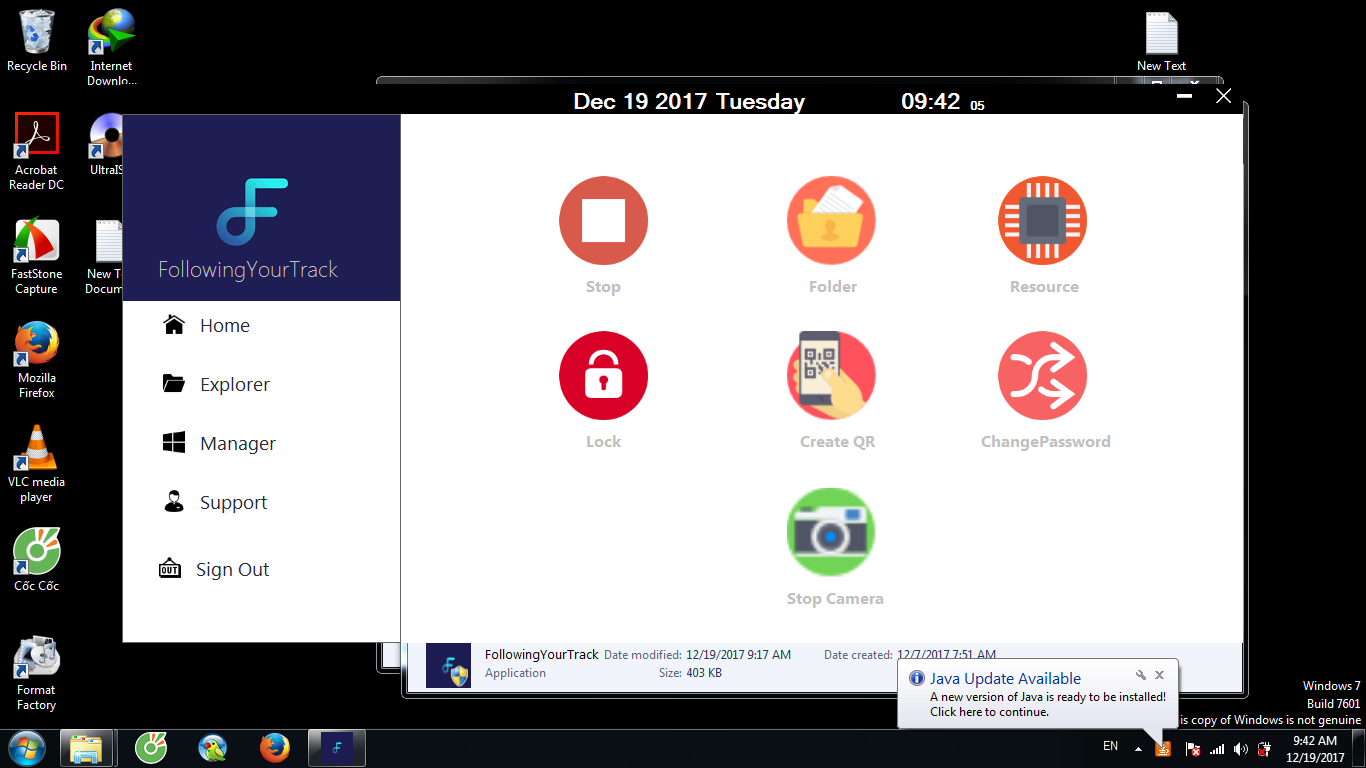 Recycle Bin
Internet
Downlo...
New Text
Dec 19 2017 Tuesday
09:42 05
Acrobat
Reader DC
UltraIS
FollowingYourTrack
FastStone
Capture
New Te
Docum
Mozilla
Firefox
VLC media
player
Cốc Cốc
Format
Factory
Home
Explorer
Manager
Support
OUT
Sign Out
Stop
Folder
Resource
Lock
Create QR
ChangePassword
Stop Camera
FollowingYourTrack Date modified: 12/19/2017 9:17 AM Date created: 12/7/2017 7:51 AM
Application Size: 403 KB
Java Update Available
A new version of Java is ready to be installed!
Click here to continue.
Windows 7
Build 7601
is copy of Windows is not genuine
EN
9:42 AM
12/19/2017